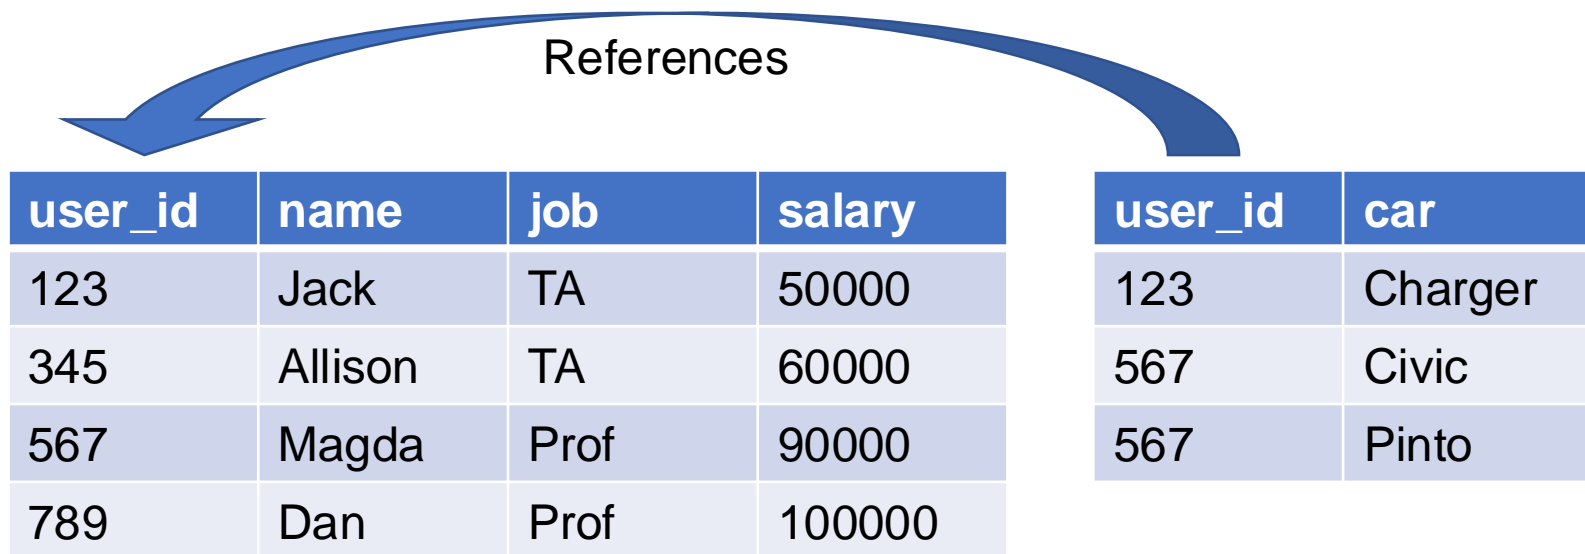 References
user_id name job salary user_id car
123 Jack TA 50000 123 Charger
345 Allison TA 60000 567 Civic
567 Magda Prof 90000 567 Pinto
789 Dan Prof 100000